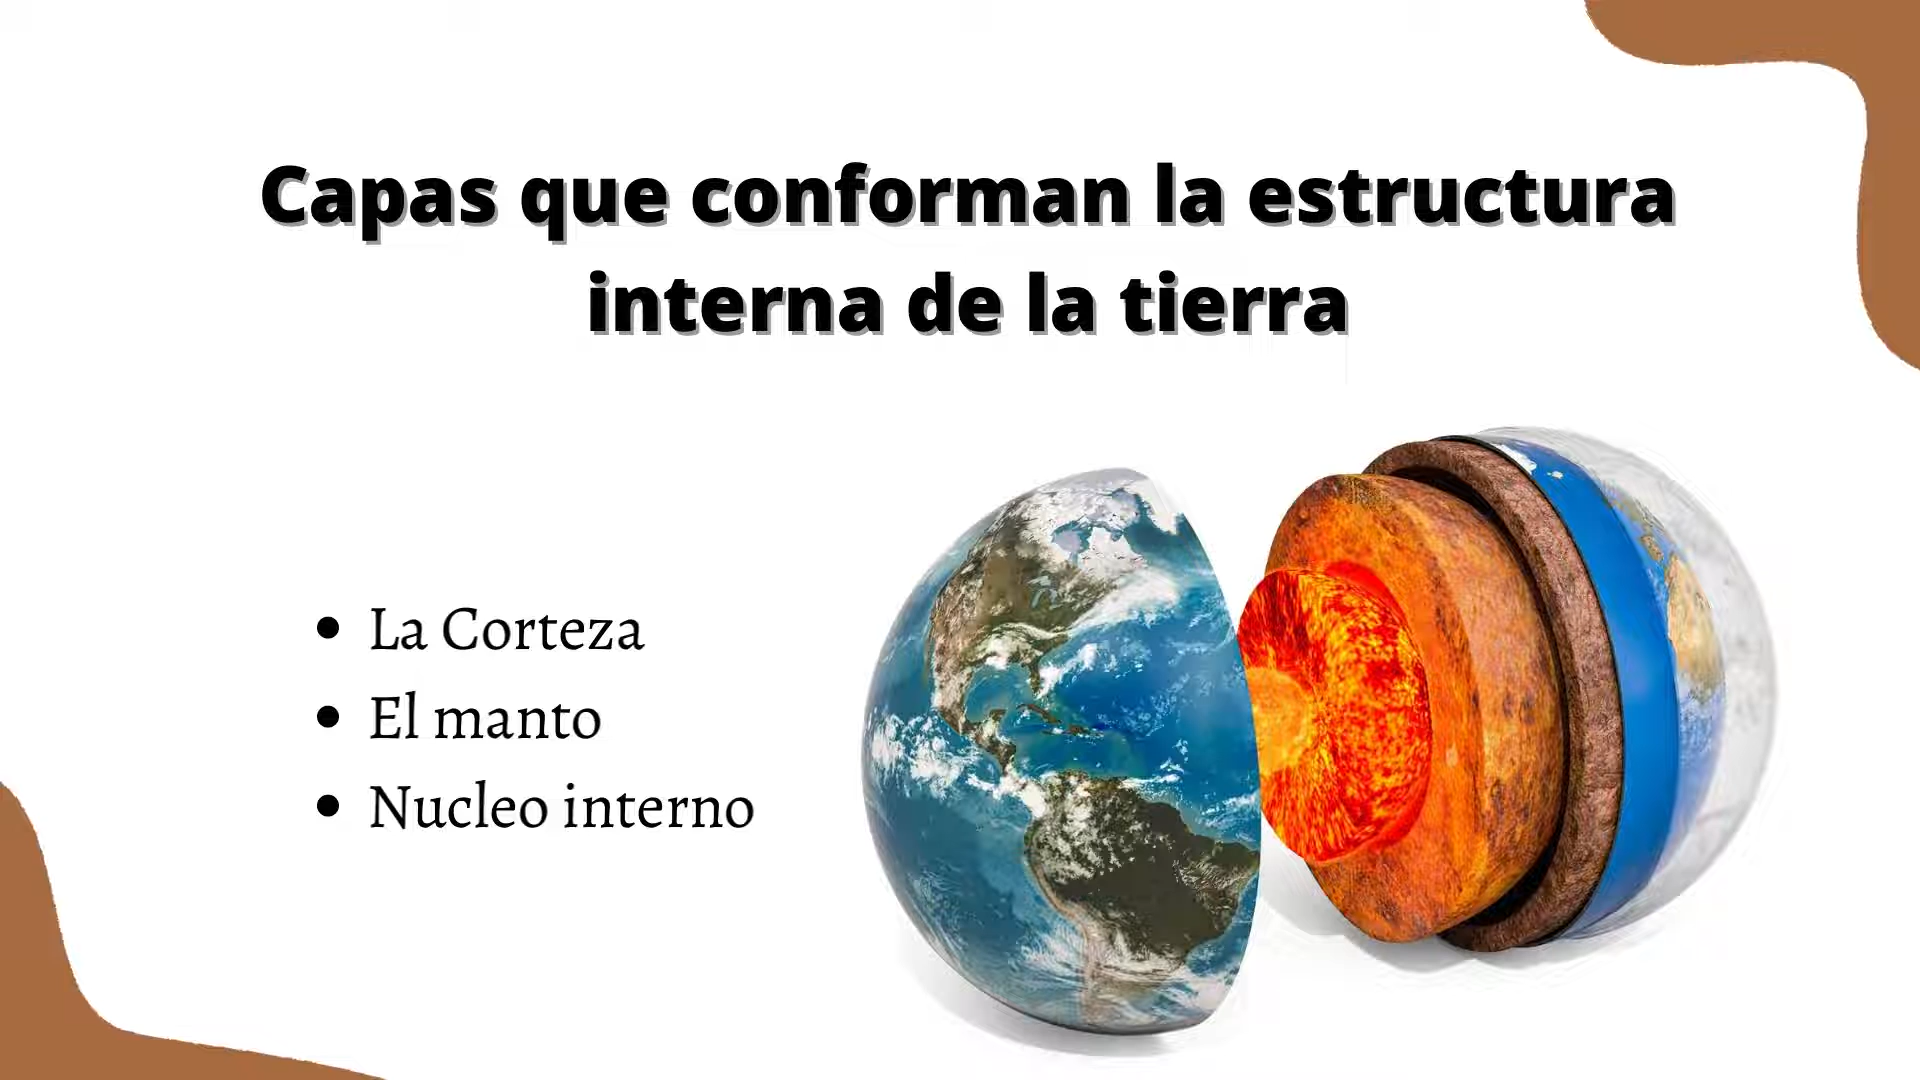 Capas que conforman la estructura
interna de la tierra
• La Corteza
• El manto
• Nucleo interno